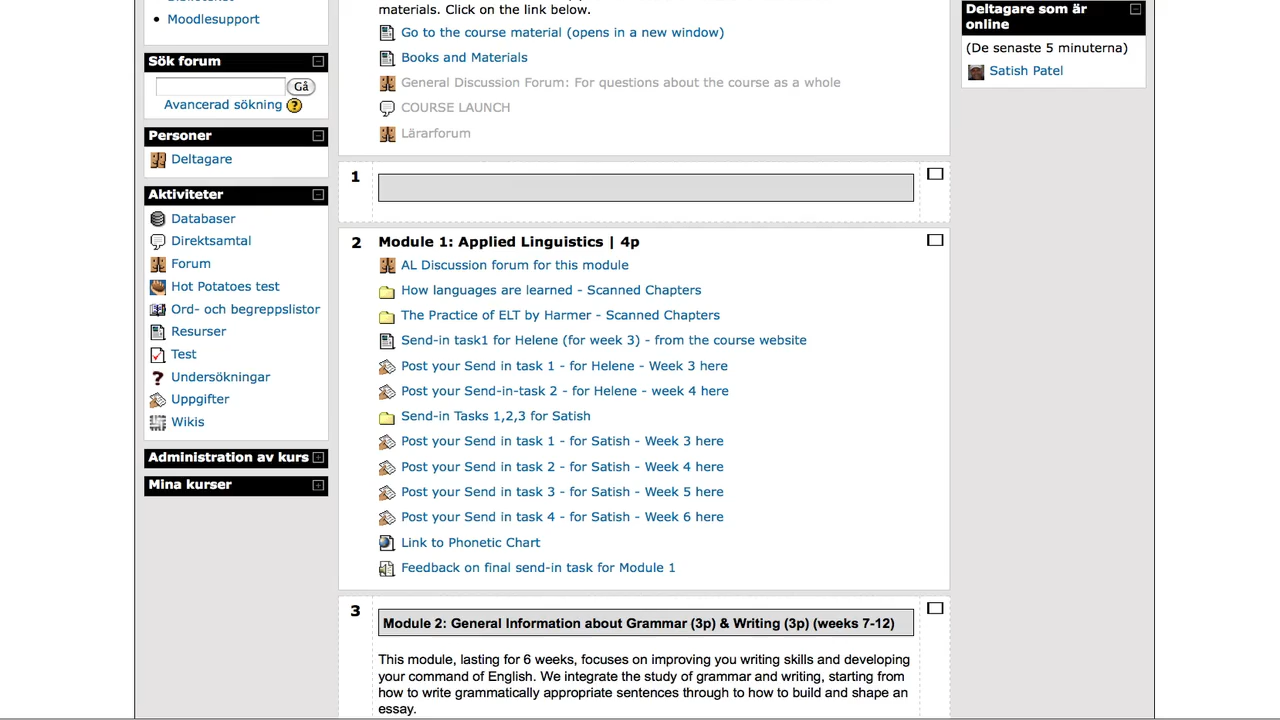 Moodlesupport
Sök forum
Gå
Avancerad sökning
Personer
Deltagare
Aktiviteter
Databaser
Direktsamtal
Forum
Hot Potatoes test
Ord- och begreppslistor
Resurser
Test
Undersökningar
Uppgifter
Wikis
Administration av kurs
Mina kurser
materials. Click on the link below.
Go to the course material (opens in a new window)
Books and Materials
General Discussion Forum: For questions about the course as a whole
COURSE LAUNCH
Lärarforum
1
2 Module 1: Applied Linguistics | 4p
AL Discussion forum for this module
How languages are learned - Scanned Chapters
The Practice of ELT by Harmer - Scanned Chapters
Send-in task1 for Helene (for week 3) - from the course website
Post your Send in task 1 - for Helene - Week 3 here
Post your Send-in-task 2 - for Helene - week 4 here
Send-in Tasks 1,2,3 for Satish
Post your Send in task 1 - for Satish - Week 3 here
Post your Send in task 2 - for Satish - Week 4 here
Post your Send in task 3 - for Satish - Week 5 here
Post your Send in task 4 - for Satish - Week 6 here
Link to Phonetic Chart
Feedback on final send-in task for Module 1
3 Module 2: General Information about Grammar (3p) & Writing (3p) (weeks 7-12)
This module, lasting for 6 weeks, focuses on improving you writing skills and developing
your command of English. We integrate the study of grammar and writing, starting from
how to write grammatically appropriate sentences through to how to build and shape an
essay.
Deltagare som är
online
(De senaste 5 minuterna)
Satish Patel